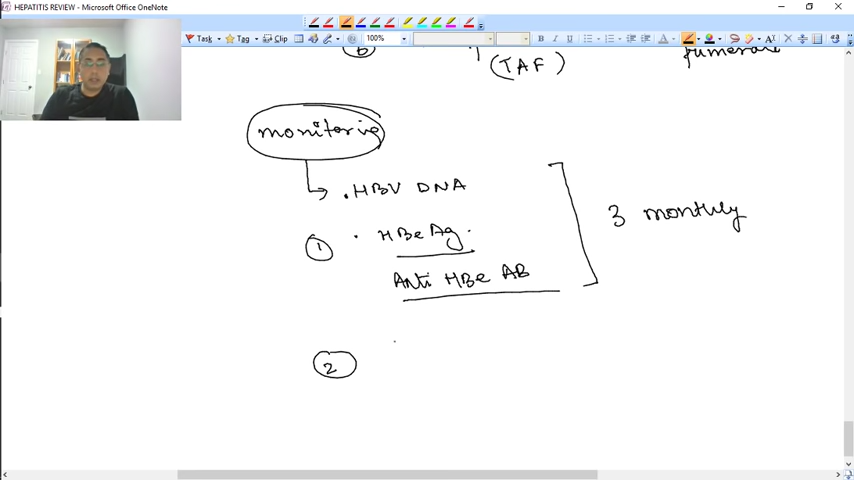 HEPATITIS REVIEW - Microsoft Office OneNote
Task Tag Clip 100% B I U
6
(TAF)
monitoring
.HBV DNA
1 . HBeAg.
Anti HBe AB
3 monthly
2